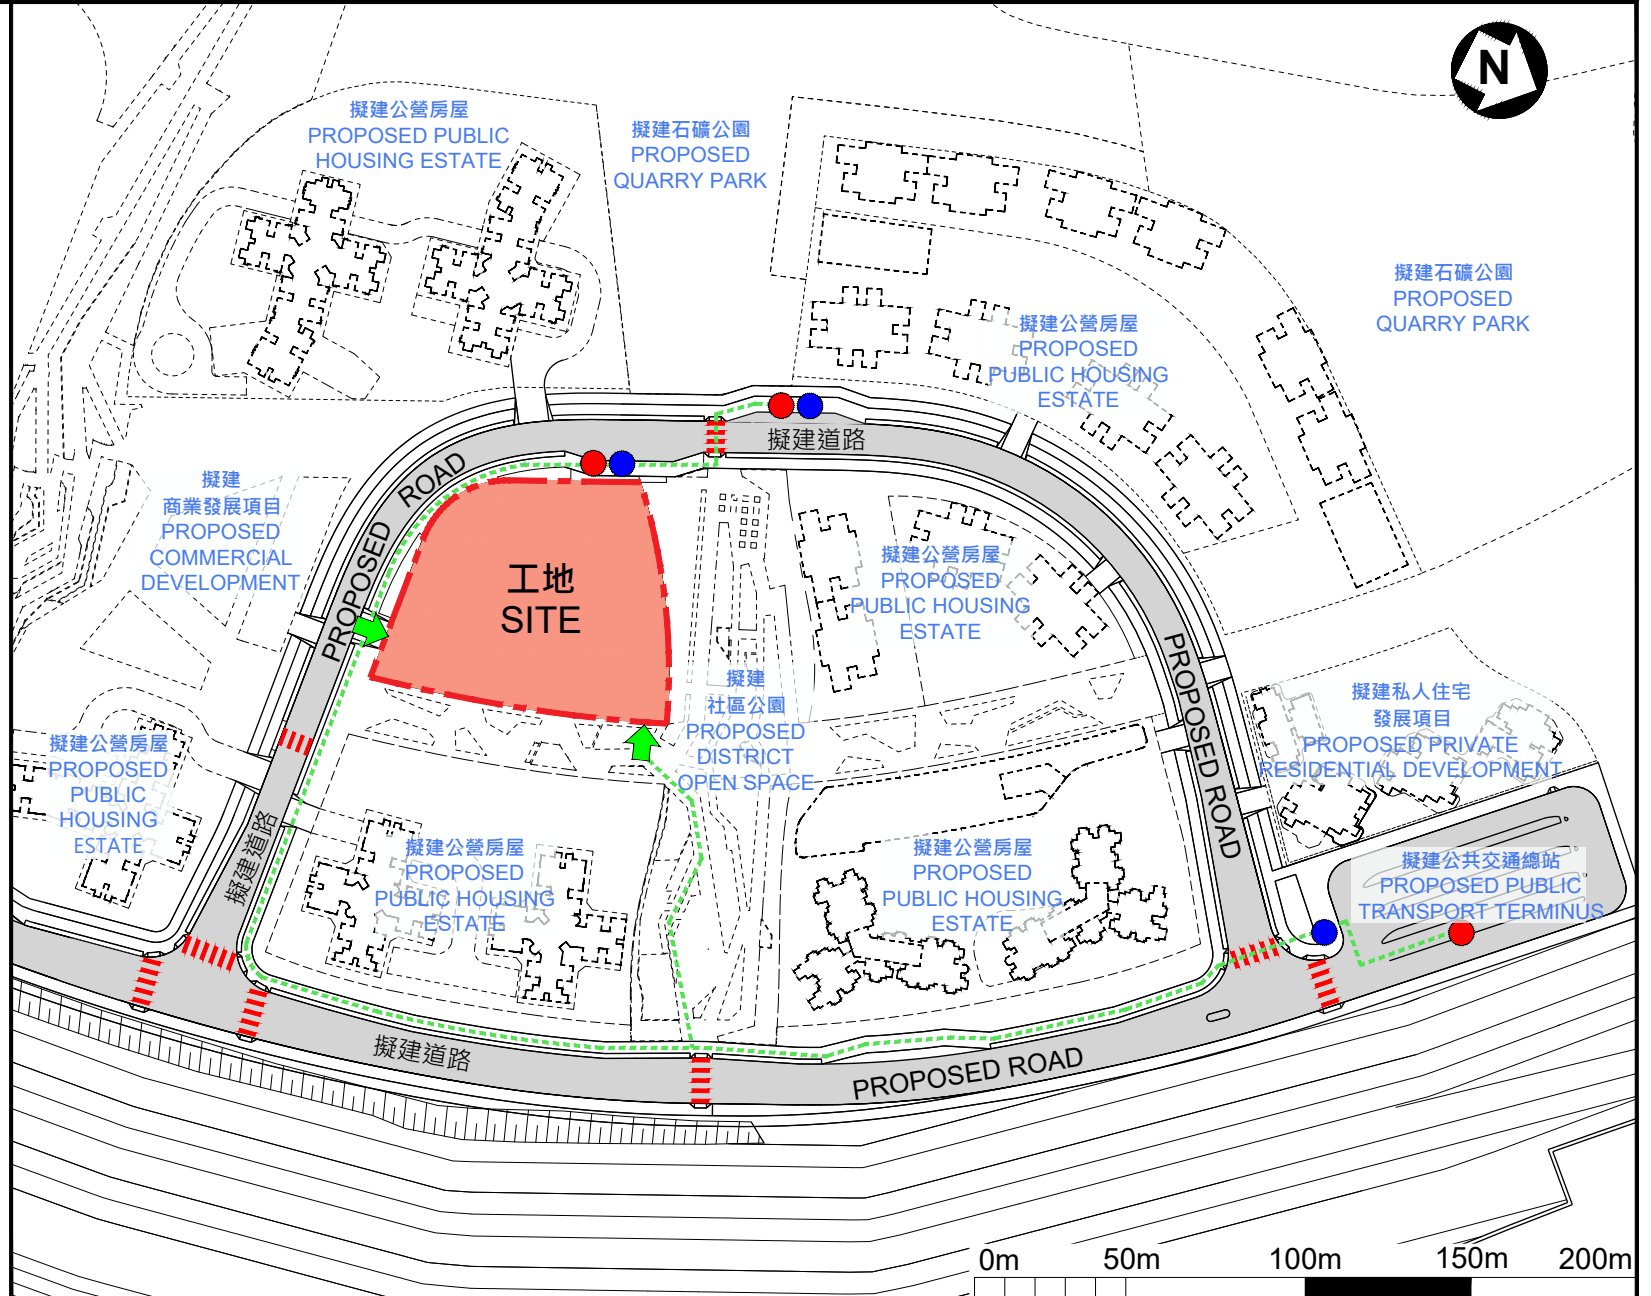 N
擬建公營房屋
PROPOSED PUBLIC
HOUSING ESTATE
擬建石礦公園
PROPOSED
QUARRY PARK
擬建石礦公園
PROPOSED
QUARRY PARK
擬建公營房屋
PROPOSED
PUBLIC HOUSING
ESTATE
擬建道路
PROPOSED ROAD
擬建
商業發展項目
PROPOSED
COMMERCIAL
DEVELOPMENT
工地
SITE
擬建公營房屋
PROPOSED
PUBLIC HOUSING
ESTATE
擬建
社區公園
PROPOSED
DISTRICT
OPEN SPACE
PROPOSED ROAD
擬建私人住宅
發展項目
PROPOSED PRIVATE
RESIDENTIAL DEVELOPMENT
擬建公營房屋
PROPOSED
PUBLIC
HOUSING
ESTATE
擬建道路
擬建公營房屋
PROPOSED
PUBLIC HOUSING
ESTATE
擬建公營房屋
PROPOSED
PUBLIC HOUSING
ESTATE
擬建公共交通總站
PROPOSED PUBLIC
TRANSPORT TERMINUS
擬建道路
PROPOSED ROAD
0m 50m 100m 150m 200m